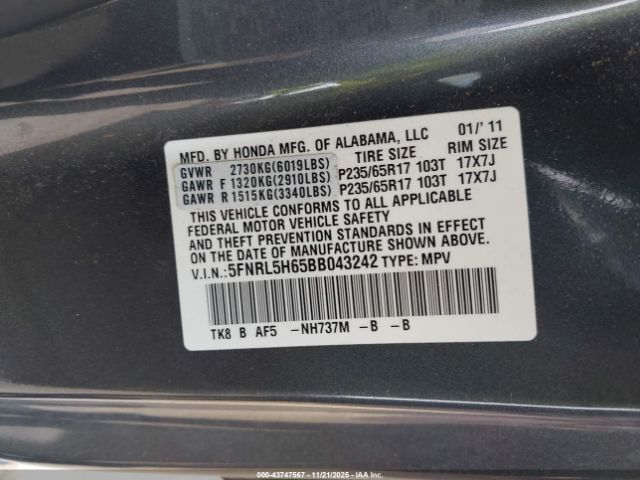 MFD. BY HONDA MFG. OF ALABAMA, LLC 01/'11
TIRE SIZE RIM SIZE
GVWR 2730KG(6019LBS)
GAWR F 1320KG(2910LBS) P235/65R17 103T 17X7J
GAWR R 1515KG(3340LBS) P235/65R17 103T 17X7J
THIS VEHICLE CONFORMS TO ALL APPLICABLE
FEDERAL MOTOR VEHICLE SAFETY
AND THEFT PREVENTION STANDARDS IN EFFECT
ON THE DATE OF MANUFACTURE SHOWN ABOVE.
V.I.N.:5FNRL5H65BB043242 TYPE: MPV
TK8 B AF5 -NH737M -B -B
000-43747567 - 11/21/2025 - IAAI.CA